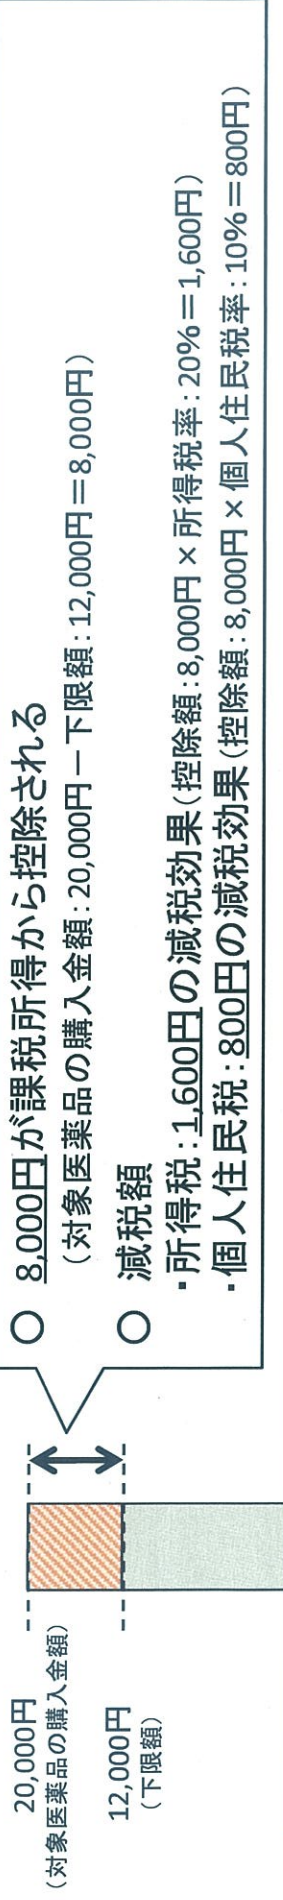 20,000円
（対象医薬品の購入金額）
12,000円
（下限額）
○ 8,000円が課税所得から控除される
（対象医薬品の購入金額：20,000円－下限額：12,000円＝8,000円）
○ 減税額
・所得税：1,600円の減税効果（控除額：8,000円×所得税率：20%＝1,600円）
・個人住民税：800円の減税効果（控除額：8,000円×個人住民税率：10%＝800円）